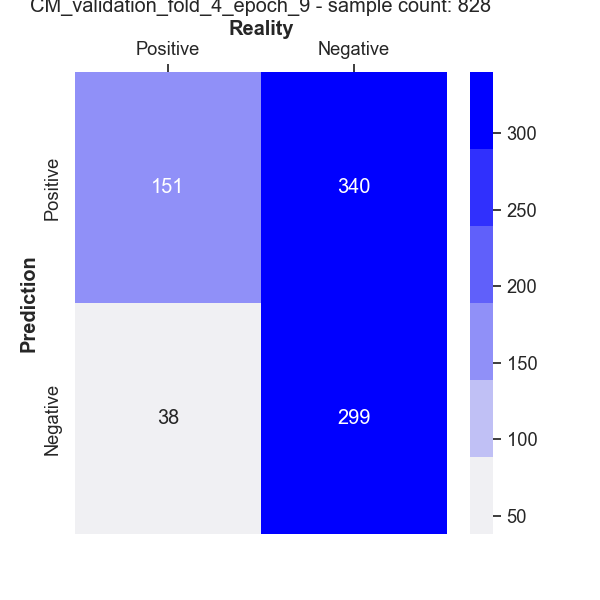 CM_validation_fold_4_epoch_9 - sample count: 828
Reality
Positive Negative
Positive
151 340
Prediction
Negative
38 299
300
250
200
150
100
50